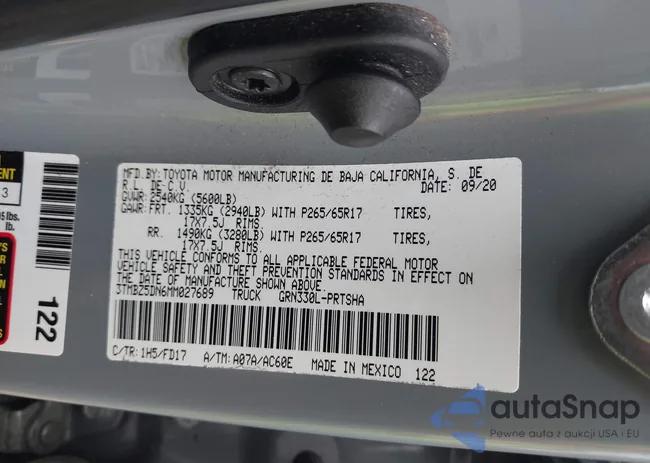 MFD.BY: TOYOTA MOTOR MANUFACTURING DE BAJA CALIFORNIA, S. DE
R.L. DE C.V. DATE: 09/20
GVWR: 2540KG (5600LB)
GAWR: FRT. 1335KG (2940LB) WITH P265/65R17 TIRES,
17X7.5J RIMS.
RR. 1490KG (3280LB) WITH P265/65R17 TIRES,
17X7.5J RIMS.
THIS VEHICLE CONFORMS TO ALL APPLICABLE FEDERAL MOTOR
VEHICLE SAFETY AND THEFT PREVENTION STANDARDS IN EFFECT ON
THE DATE OF MANUFACTURE SHOWN ABOVE.
3TMBZ5DN6MM027689 TRUCK GRN330L-PRTSHA
C/TR: 1H5/FD17 A/TM: A07A/AC60E MADE IN MEXICO 122
122
lbs.
lb.
autaSnap
Pewne auta z aukcji USA i EU